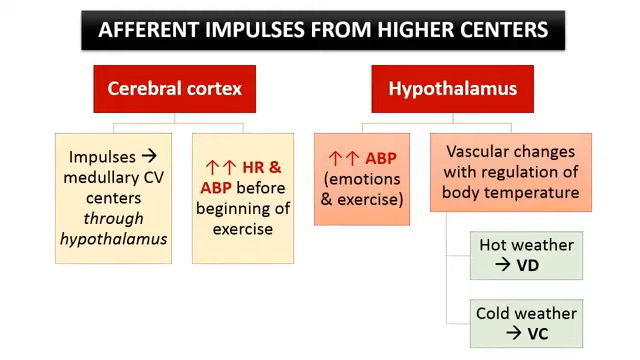 AFFERENT IMPULSES FROM HIGHER CENTERS
Cerebral cortex
Impulses →
medullary CV
centers
through
hypothalamus
↑↑ HR &
ABP before
beginning of
exercise
Hypothalamus
↑↑ ABP
(emotions
& exercise)
Vascular changes
with regulation of
body temperature
Hot weather
→ VD
Cold weather
→ VC